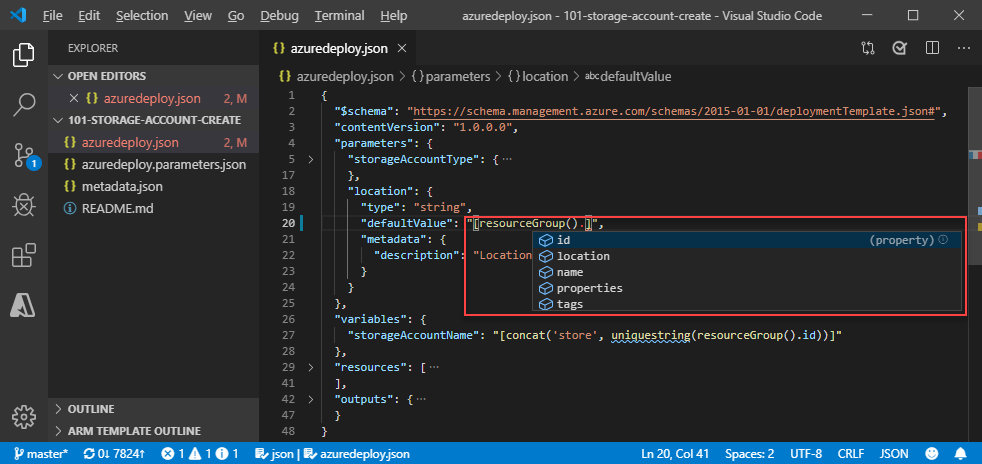 File Edit Selection View Go Debug Terminal Help azuredeploy.json - 101-storage-account-create - Visual Studio Code
EXPLORER
{} azuredeploy.json
OPEN EDITORS
{} azuredeploy.json 2, M
101-STORAGE-ACCOUNT-CREATE
{} azuredeploy.json 2, M
{} azuredeploy.parameters.json
{} metadata.json
README.md
OUTLINE
ARM TEMPLATE OUTLINE
1
{} azuredeploy.json > {} parameters > {} location > abc defaultValue
1 {
2 "$schema": "https://schema.management.azure.com/schemas/2015-01-01/deploymentTemplate.json#",
3 "contentVersion": "1.0.0.0",
4 "parameters": {
5 "storageAccountType": { ...
17 },
18 "location": {
19 "type": "string",
20 "defaultValue": "[resourceGroup().]",
21 "metadata": {
22 "description": "Location
23 }
24 }
25 },
26 "variables": {
27 "storageAccountName": "[concat('store', uniquestring(resourceGroup().id))]"
28 },
29 "resources": [ ...
41 ],
42 "outputs": { ...
47 }
48 }
id (property)
location
name
properties
tags
master* 0↓ 7824↑ 1 1 1 json | azuredeploy.json Ln 20, Col 41 Spaces: 2 UTF-8 CRLF JSON